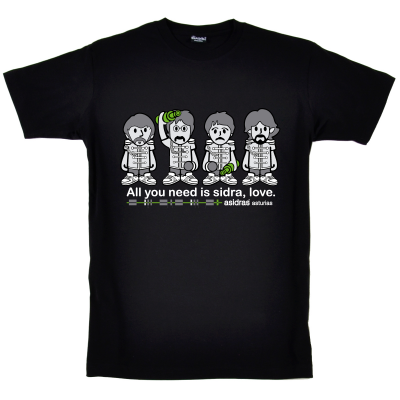 All you need is sidra, love.
asidras asturias